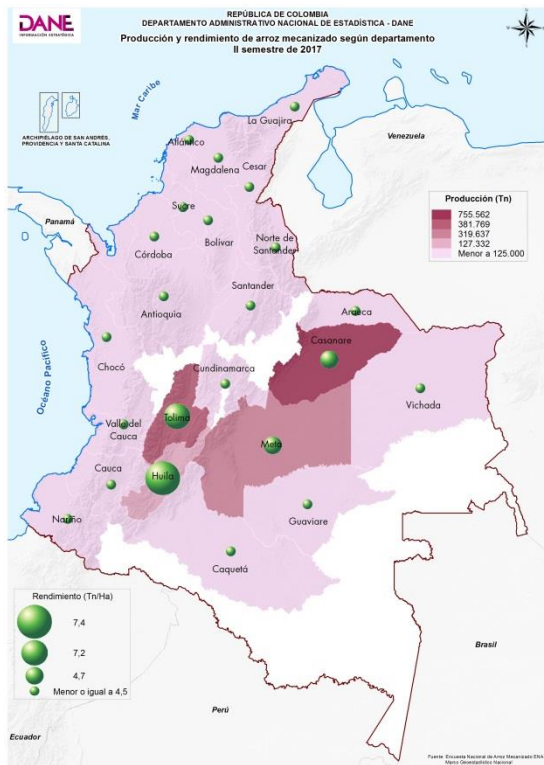 DANE
INFORMACIÓN ESTRATÉGICA
REPÚBLICA DE COLOMBIA
DEPARTAMENTO ADMINISTRATIVO NACIONAL DE ESTADÍSTICA - DANE
Producción y rendimiento de arroz mecanizado según departamento
II semestre de 2017
N
Mar Caribe
La Guajira
ARCHIPIÉLAGO DE SAN ANDRÉS,
PROVIDENCIA Y SANTA CATALINA
Atlántico
Venezuela
Magdalena
Cesar
Panamá
Sucre
Bolívar
Córdoba
Norte de
Santander
Producción (Tn)
755.562
381.769
319.637
127.332
Menor a 125.000
Antioquia
Santander
Arauca
Casanare
Chocó
Cundinamarca
Vichada
Océano Pacífico
Tolima
Valle del
Cauca
Meta
Cauca
Huila
Guaviare
Nariño
Caquetá
Rendimiento (Tn/Ha)
7,4
7,2
4,7
Menor o igual a 4,5
Brasil
Perú
Ecuador
Fuente: Encuesta Nacional de Arroz Mecanizado ENA
Marco Geoestadístico Nacional